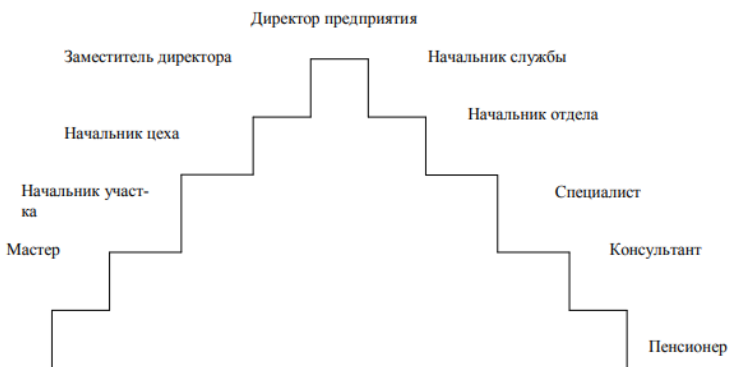 Директор предприятия
Заместитель директора
Начальник службы
Начальник отдела
Начальник цеха
Начальник участ-
ка
Специалист
Мастер
Консультант
Пенсионер